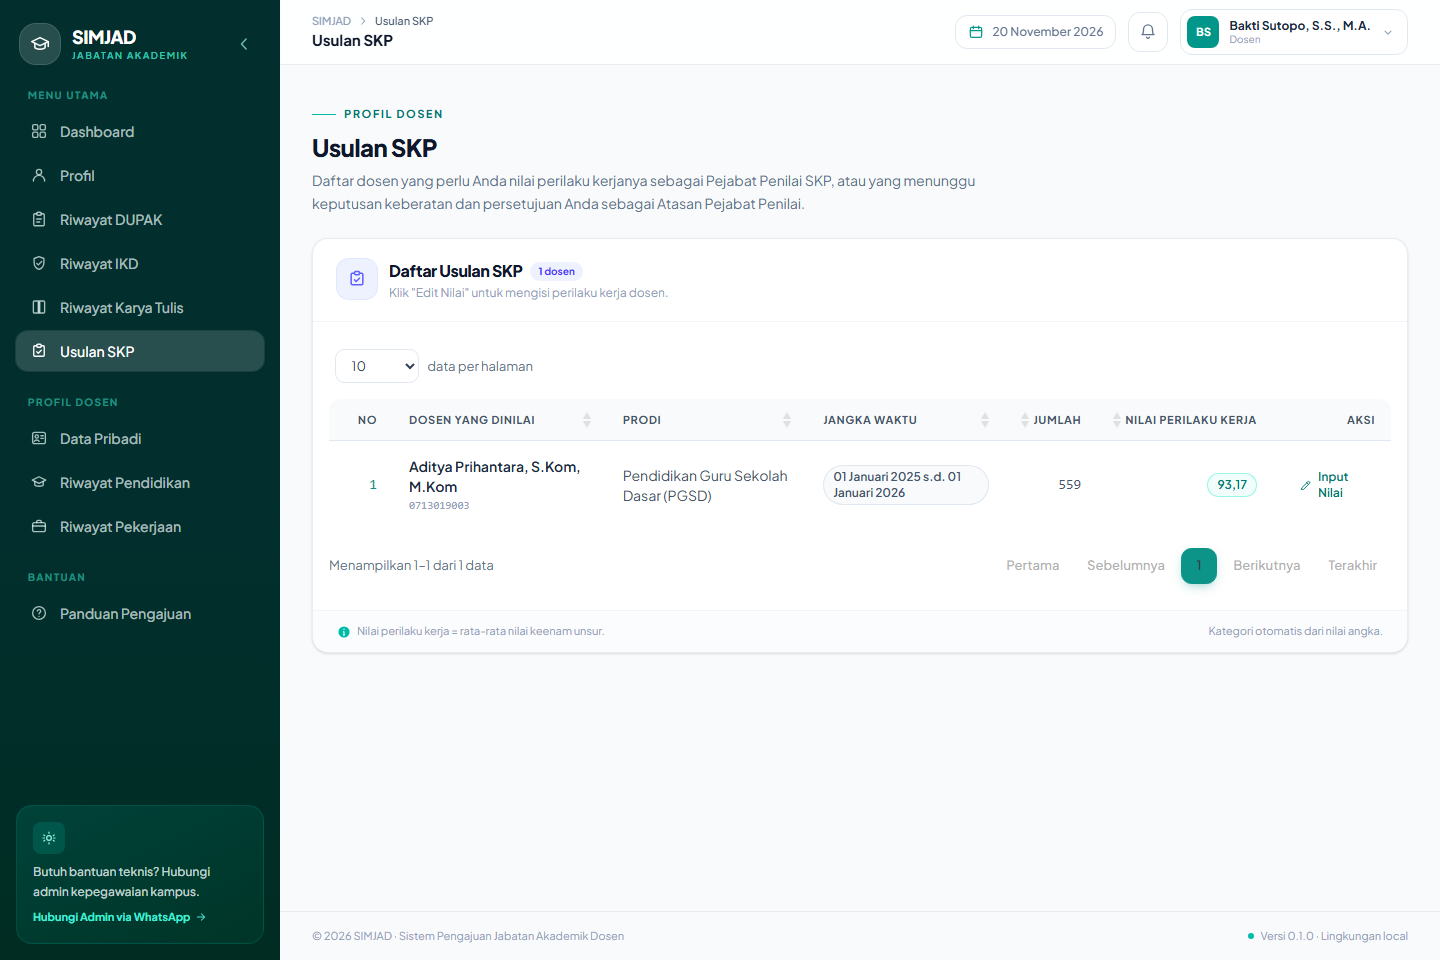 SIMJAD
JABATAN AKADEMIK
MENU UTAMA
Dashboard
Profil
Riwayat DUPAK
Riwayat IKD
Riwayat Karya Tulis
Usulan SKP
PROFIL DOSEN
Data Pribadi
Riwayat Pendidikan
Riwayat Pekerjaan
BANTUAN
Panduan Pengajuan
Butuh bantuan teknis? Hubungi
admin kepegawaian kampus.
Hubungi Admin via WhatsApp →
SIMJAD > Usulan SKP
Usulan SKP
20 November 2026
BS
Bakti Sutopo, S.S., M.A.
Dosen
PROFIL DOSEN
Usulan SKP
Daftar dosen yang perlu Anda nilai perilaku kerjanya sebagai Pejabat Penilai SKP, atau yang menunggu
keputusan keberatan dan persetujuan Anda sebagai Atasan Pejabat Penilai.
Daftar Usulan SKP 1 dosen
Klik "Edit Nilai" untuk mengisi perilaku kerja dosen.
10 data per halaman
NO DOSEN YANG DINILAI PRODI JANGKA WAKTU JUMLAH NILAI PERILAKU KERJA AKSI
1
Aditya Prihantara, S.Kom,
M.Kom
0713019003
Pendidikan Guru Sekolah
Dasar (PGSD)
01 Januari 2025 s.d. 01
Januari 2026
559
93,17
Input
Nilai
Menampilkan 1–1 dari 1 data
Pertama Sebelumnya 1 Berikutnya Terakhir
Nilai perilaku kerja = rata-rata nilai keenam unsur.
Kategori otomatis dari nilai angka.
© 2026 SIMJAD · Sistem Pengajuan Jabatan Akademik Dosen
Versi 0.1.0 · Lingkungan local